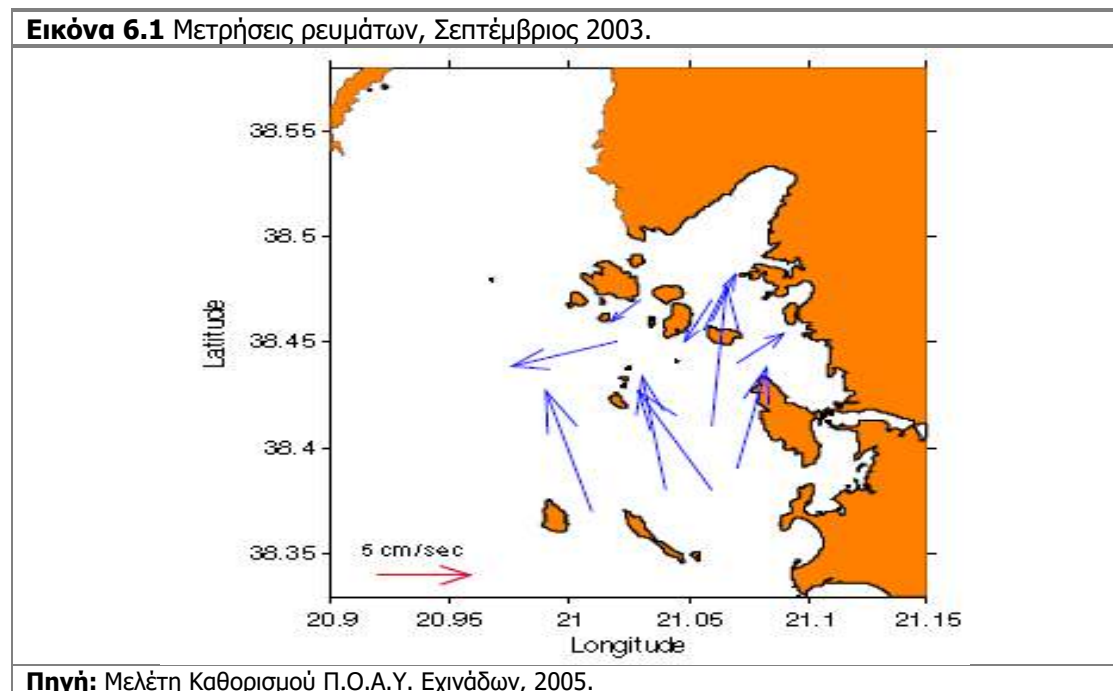 Εικόνα 6.1 Μετρήσεις ρευμάτων, Σεπτέμβριος 2003.
38.55
38.5
38.45
38.4
38.35
Latitude
5 cm/sec
20.9 20.95 21 21.05 21.1 21.15
Longitude
Πηγή: Μελέτη Καθορισμού Π.Ο.Α.Υ. Εχινάδων, 2005.